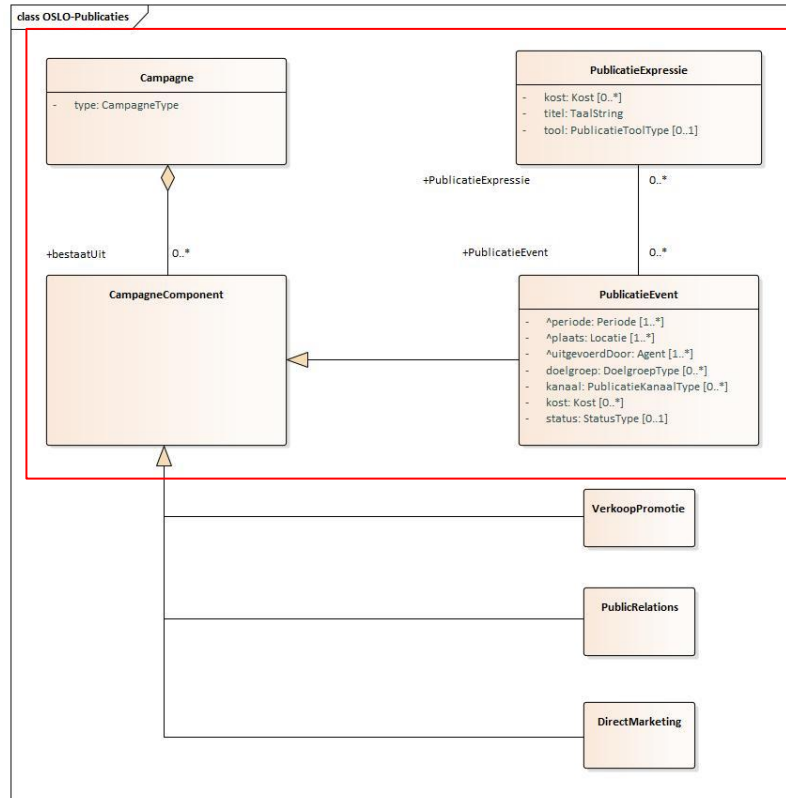 class OSLO-Publicaties
Campagne
- type: CampagneType
PublicatieExpressie
- kost: Kost [0..*]
- titel: TaalString
- tool: PublicatieToolType [0..1]
+PublicatieExpressie 0..*
+bestaatUit 0..*
+PublicatieEvent 0..*
CampagneComponent
PublicatieEvent
- ^periode: Periode [1..*]
- ^plaats: Locatie [1..*]
- ^uitgevoerdDoor: Agent [1..*]
- doelgroep: DoelgroepType [0..*]
- kanaal: PublicatieKanaalType [0..*]
- kost: Kost [0..*]
- status: StatusType [0..1]
VerkoopPromotie
PublicRelations
DirectMarketing